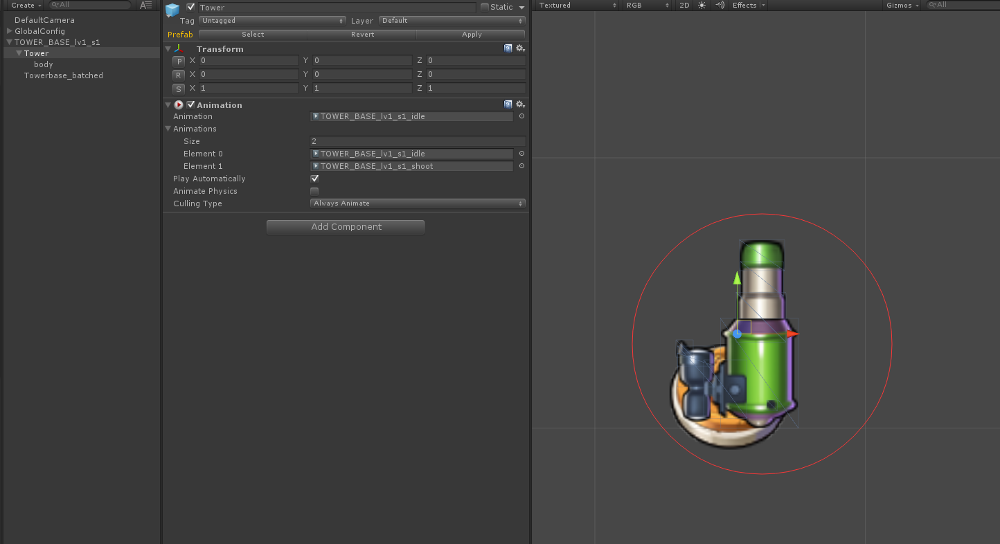 Create
All
DefaultCamera
GlobalConfig
TOWER_BASE_lv1_s1
Tower
body
Towerbase_batched
Tower
Static
Tag Untagged Layer Default
Prefab Select Revert Apply
Transform
P X 0 Y 0 Z 0
R X 0 Y 0 Z 0
S X 1 Y 1 Z 1
Animation
Animation TOWER_BASE_lv1_s1_idle
Animations
Size 2
Element 0 TOWER_BASE_lv1_s1_idle
Element 1 TOWER_BASE_lv1_s1_shoot
Play Automatically
Animate Physics
Culling Type Always Animate
Add Component
Textured RGB 2D Effects Gizmos All